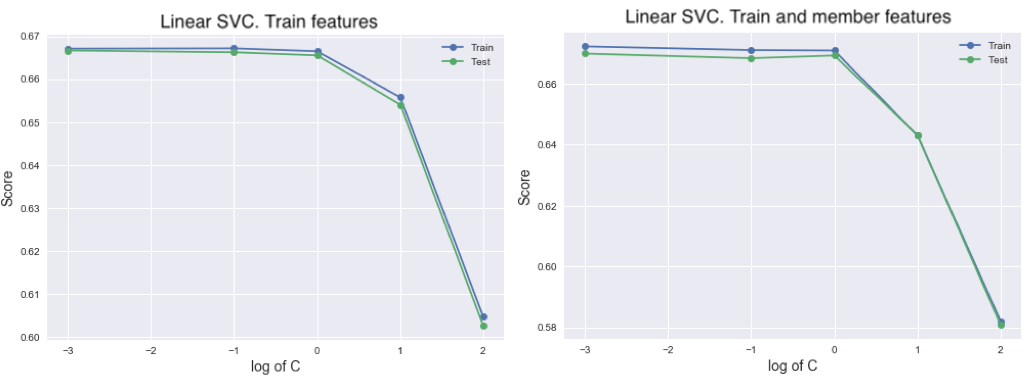 Linear SVC. Train features
0.67
0.66
0.65
0.64
0.63
0.62
0.61
0.60
Score
Train
Test
−3
−2
−1
0
1
2
log of C
Linear SVC. Train and member features
0.66
0.64
0.62
0.60
0.58
Score
Train
Test
−3
−2
−1
0
1
2
log of C